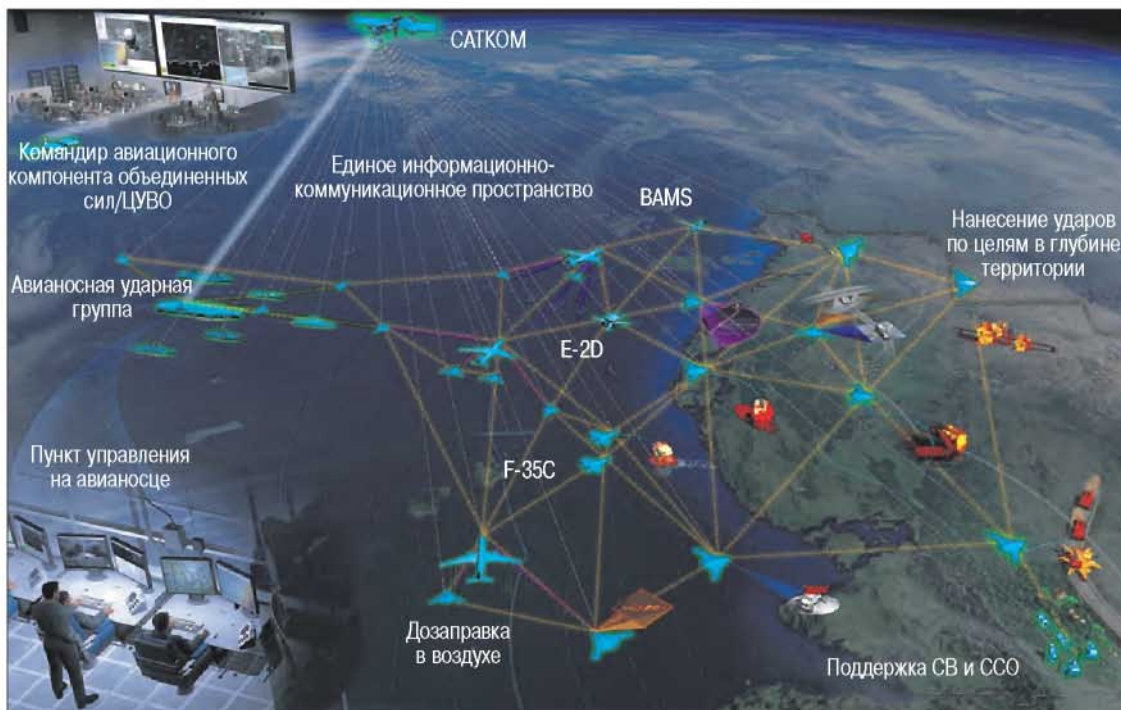 САТКОМ
Командир авиационного
компонента объединенных
сил/ЦУВО
Единое информационно-
коммуникационное пространство
BAMS
Нанесение ударов
по целям в глубине
территории
Авианосная ударная
группа
E-2D
Пункт управления
на авианосце
F-35C
Дозаправка
в воздухе
Поддержка СВ и ССО